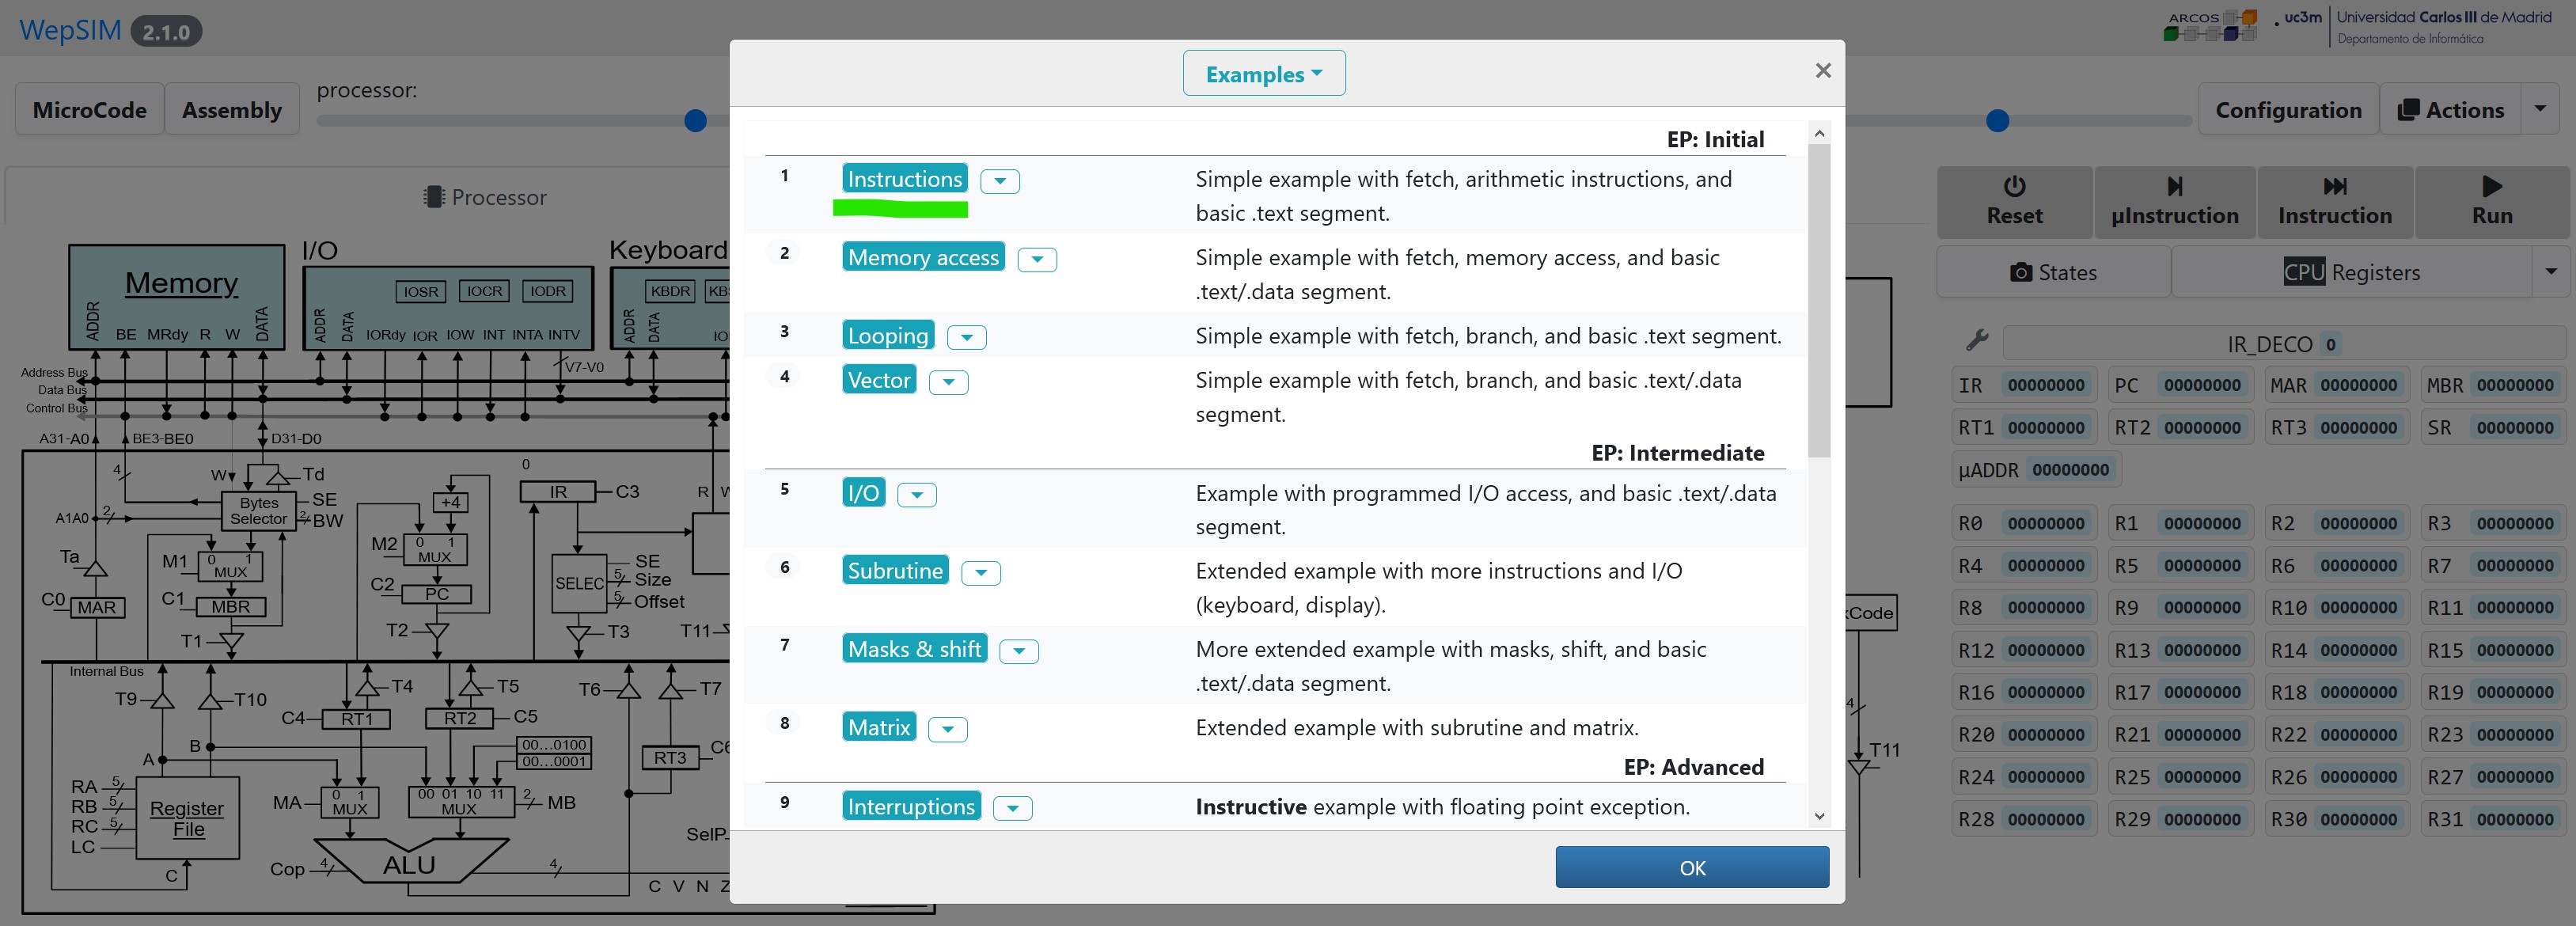 WepSIM 2.1.0
ARCOS
uc3m Universidad Carlos III de Madrid
Departamento de Informática
MicroCode
Assembly
processor:
Configuration
Actions
Processor
Examples
×
EP: Initial
1 Instructions Simple example with fetch, arithmetic instructions, and
basic .text segment.
2 Memory access Simple example with fetch, memory access, and basic
.text/.data segment.
3 Looping Simple example with fetch, branch, and basic .text segment.
4 Vector Simple example with fetch, branch, and basic .text/.data
segment.
EP: Intermediate
5 I/O Example with programmed I/O access, and basic .text/.data
segment.
6 Subrutine Extended example with more instructions and I/O
(keyboard, display).
7 Masks & shift More extended example with masks, shift, and basic
.text/.data segment.
8 Matrix Extended example with subrutine and matrix.
EP: Advanced
9 Interruptions Instructive example with floating point exception.
OK
Reset
µInstruction
Instruction
Run
States
CPU Registers
IR_DECO 0
IR 00000000 PC 00000000 MAR 00000000 MBR 00000000
RT1 00000000 RT2 00000000 RT3 00000000 SR 00000000
µADDR 00000000
R0 00000000 R1 00000000 R2 00000000 R3 00000000
R4 00000000 R5 00000000 R6 00000000 R7 00000000
R8 00000000 R9 00000000 R10 00000000 R11 00000000
R12 00000000 R13 00000000 R14 00000000 R15 00000000
R16 00000000 R17 00000000 R18 00000000 R19 00000000
R20 00000000 R21 00000000 R22 00000000 R23 00000000
R24 00000000 R25 00000000 R26 00000000 R27 00000000
R28 00000000 R29 00000000 R30 00000000 R31 00000000
Memory
ADDR BE MRdy R W DATA
I/O
IOSR IOCR IODR
ADDR DATA IORdy IOR IOW INT INTA INTV
Keyboard
KBDR KB
ADDR DATA IO
V7-V0
Address Bus
Data Bus
Control Bus
A31-A0 BE3-BE0 D31-D0
4 W Td
0
IR C3
R W
Bytes
Selector
SE
2 BW
A1A0 2
+4
Ta
M1 0 1
MUX
M2 0 1
MUX
SELEC
SE
5 Size
5 Offset
C0 MAR
C1 MBR
C2 PC
T1 T2 T3 T11
Internal Bus
T9 T10 T4 T5 T6 T7
C4 RT1
RT2 C5
B
A
00...0100
00...0001
RT3 C6
RA 5
RB 5
RC 5
LC
Register
File
C
MA 0 1
MUX
00 01 10 11
MUX
2 MB
SelP
Cop 4
ALU
4
C V N Z
xCode
4
T11